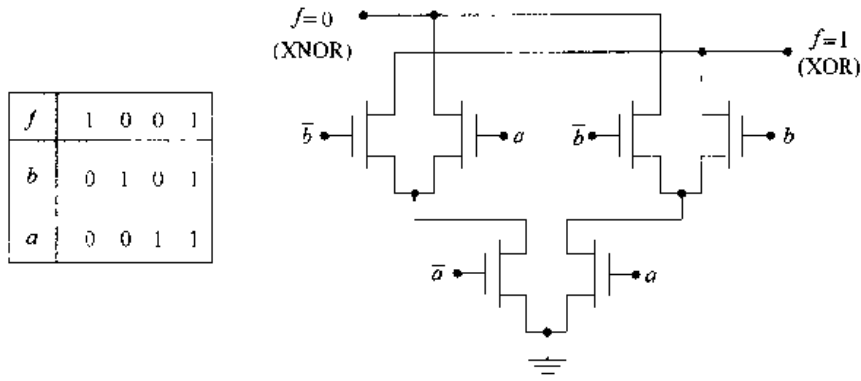 f=0
(XNOR)
f=1
(XOR)
f 1 0 0 1
b 0 1 0 1
a 0 0 1 1
b̅
a
b̅
b
a̅
a